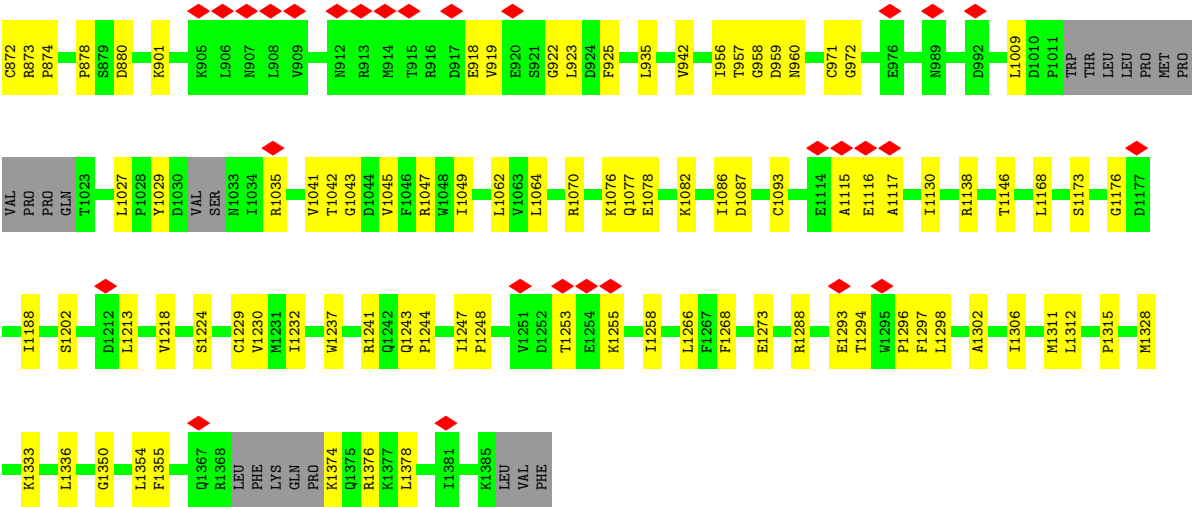 C872 R873 P874 P878 S879 D880 K901 K905 L906 N907 L908 V909 N912 R913 M914 T915 R916 D917 E918 V919 E920 S921 G922 L923 D924 F925 L935 V942 I956 T957 G958 D959 N960 C971 G972 E976 N989 D992 L1009 D1010 P1011 TRP THR LEU LEU PRO MET PRO
VAL PRO PRO GLN T1023 L1027 P1028 Y1029 D1030 VAL SER N1033 I1034 R1035 V1041 T1042 G1043 D1044 V1045 F1046 R1047 W1048 I1049 L1062 V1063 L1064 R1070 K1076 Q1077 E1078 K1082 I1086 D1087 C1093 E1114 A1115 E1116 A1117 I1130 R1138 T1146 L1168 S1173 G1176 D1177
I1188 S1202 D1212 L1213 V1218 S1224 C1229 V1230 M1231 I1232 W1237 R1241 Q1242 Q1243 P1244 I1247 P1248 V1251 D1252 T1253 E1254 K1255 I1258 L1266 F1267 F1268 E1273 R1288 E1293 T1294 W1295 P1296 F1297 L1298 A1302 I1306 M1311 L1312 P1315 M1328
K1333 L1336 G1350 L1354 F1355 Q1367 R1368 LEU PHE LYS GLN PRO K1374 Q1375 R1376 K1377 L1378 I1381 K1385 LEU VAL PHE